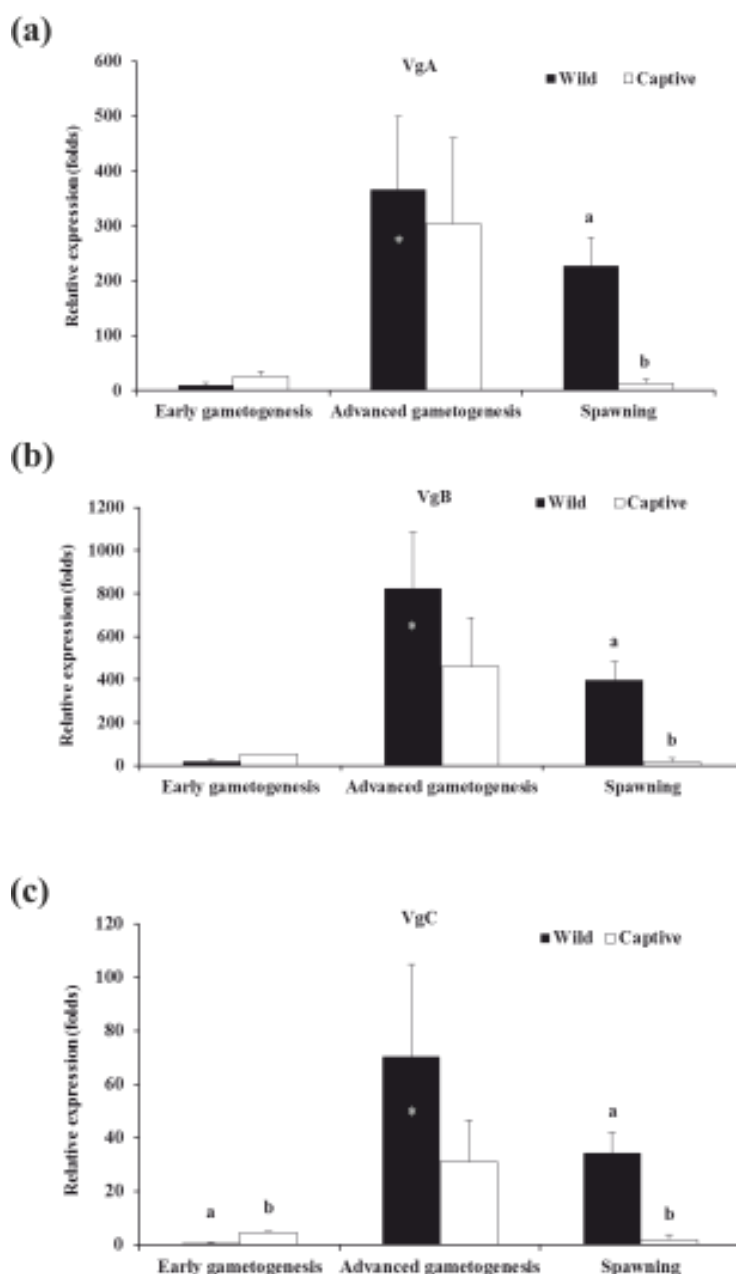 (a)
VgA
Wild Captive
Relative expression (folds)
600
500
400
300
200
100
0
a
b
*
Early gametogenesis Advanced gametogenesis Spawning
(b)
VgB
Wild Captive
Relative expression (folds)
1200
1000
800
600
400
200
0
a
b
*
Early gametogenesis Advanced gametogenesis Spawning
(c)
VgC
Wild Captive
Relative expression (folds)
120
100
80
60
40
20
0
a b
a
b
*
Early gametogenesis Advanced gametogenesis Spawning